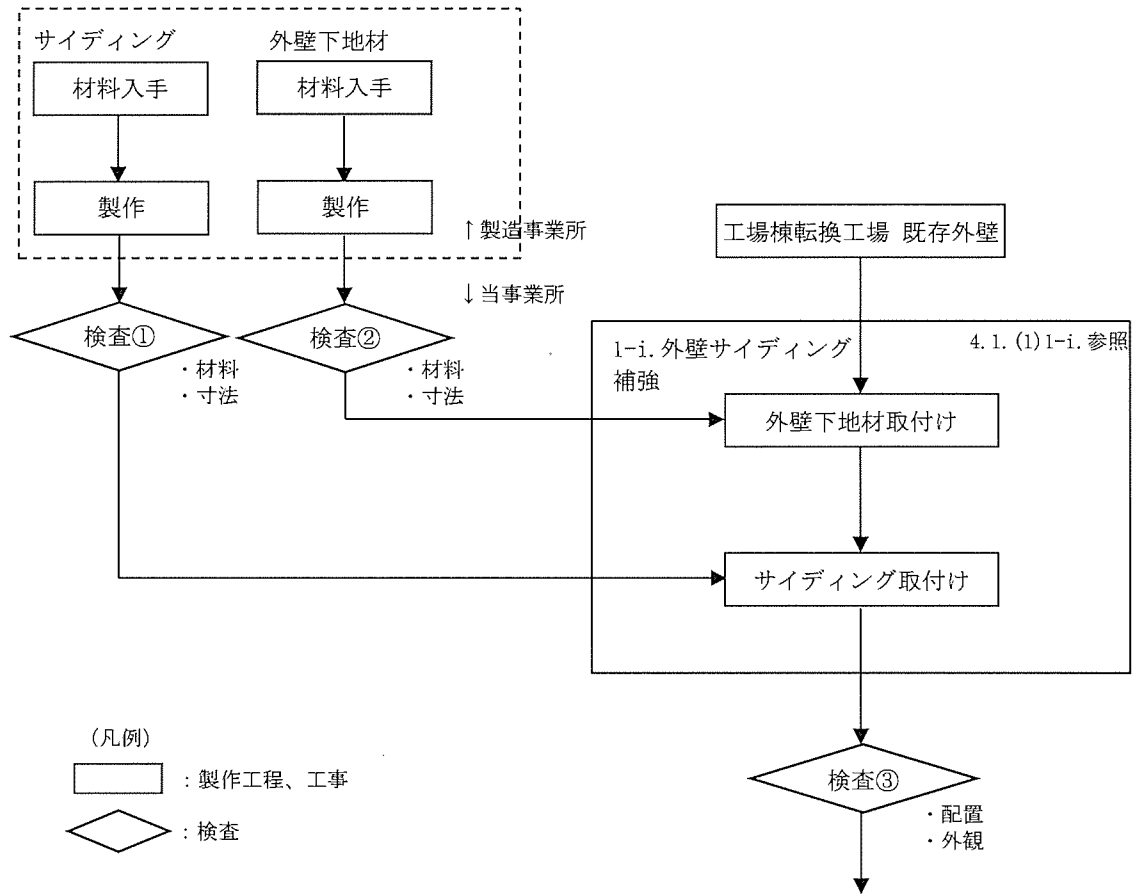 サイディング
外壁下地材
材料入手
材料入手
製作
製作
↑製造事業所
↓当事業所
工場棟転換工場 既存外壁
検査①
・材料
・寸法
検査②
・材料
・寸法
1-i.外壁サイディング
補強
4.1.(1)1-i.参照
外壁下地材取付け
サイディング取付け
検査③
・配置
・外観
(凡例)
：製作工程、工事
：検査